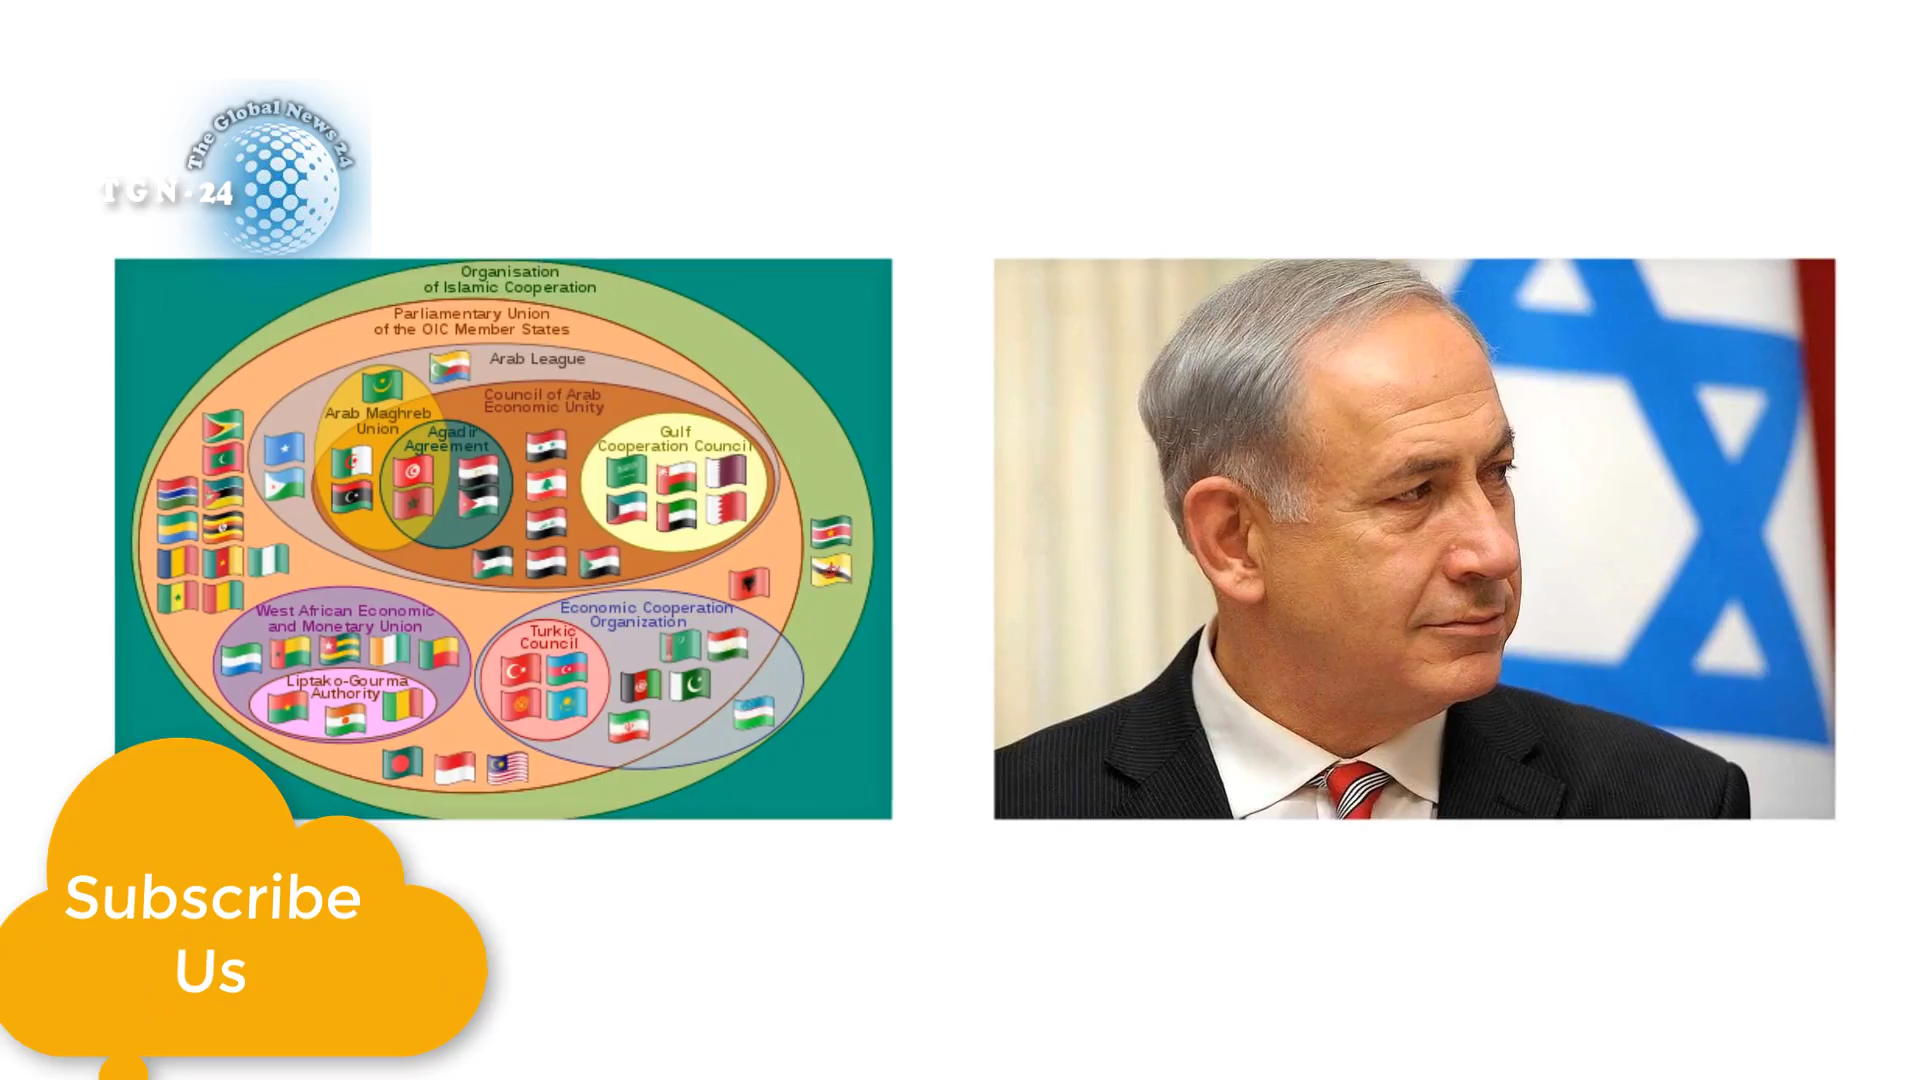 The Global News 24
TGN-24
Organisation
of Islamic Cooperation
Parliamentary Union
of the OIC Member States
Arab League
Council of Arab
Economic Unity
Arab Maghreb
Union
Agadir
Agreement
Gulf
Cooperation Council
West African Economic
and Monetary Union
Liptako-Gourma
Authority
Economic Cooperation
Organization
Turkic
Council
Subscribe
Us